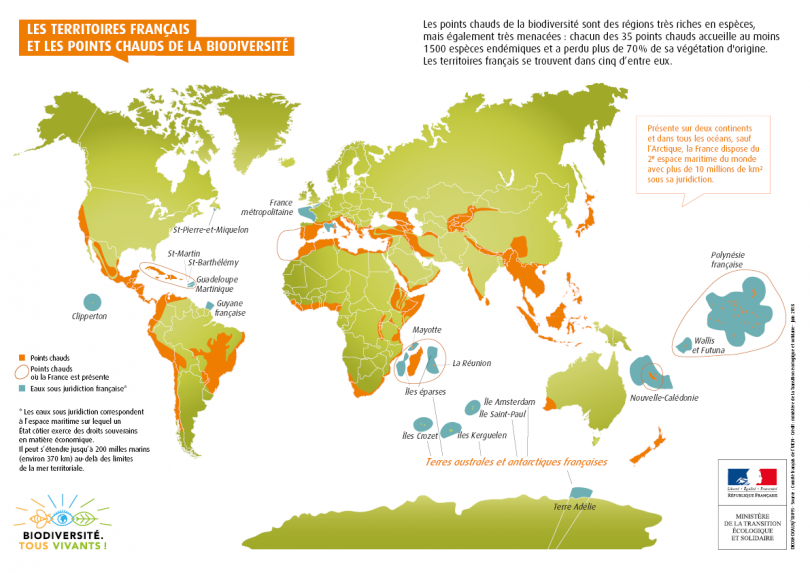 LES TERRITOIRES FRANÇAIS
ET LES POINTS CHAUDS DE LA BIODIVERSITÉ
Les points chauds de la biodiversité sont des régions très riches en espèces,
mais également très menacées : chacun des 35 points chauds accueille au moins
1500 espèces endémiques et a perdu plus de 70% de sa végétation d'origine.
Les territoires français se trouvent dans cinq d'entre eux.
Présente sur deux continents
et dans tous les océans, sauf
l'Arctique, la France dispose du
2e espace maritime du monde
avec plus de 10 millions de km²
sous sa juridiction.
France
métropolitaine
St-Pierre-et-Miquelon
St-Martin
St-Barthélémy
Guadeloupe
Martinique
Guyane
française
Clipperton
Polynésie
française
Wallis
et Futuna
Nouvelle-Calédonie
Mayotte
La Réunion
Îles éparses
Île Amsterdam
Île Saint-Paul
Îles Crozet
Îles Kerguelen
Terres australes et antarctiques françaises
Terre Adélie
Points chauds
Points chauds
où la France est présente
Eaux sous juridiction française*
* Les eaux sous juridiction correspondent
à l'espace maritime sur lequel un
État côtier exerce des droits souverains
en matière économique.
Il peut s'étendre jusqu'à 200 milles marins
(environ 370 km) au-delà des limites
de la mer territoriale.
BIODIVERSITÉ.
TOUS VIVANTS !
Liberté • Égalité • Fraternité
RÉPUBLIQUE FRANÇAISE
MINISTÈRE
DE LA TRANSITION
ÉCOLOGIQUE
ET SOLIDAIRE